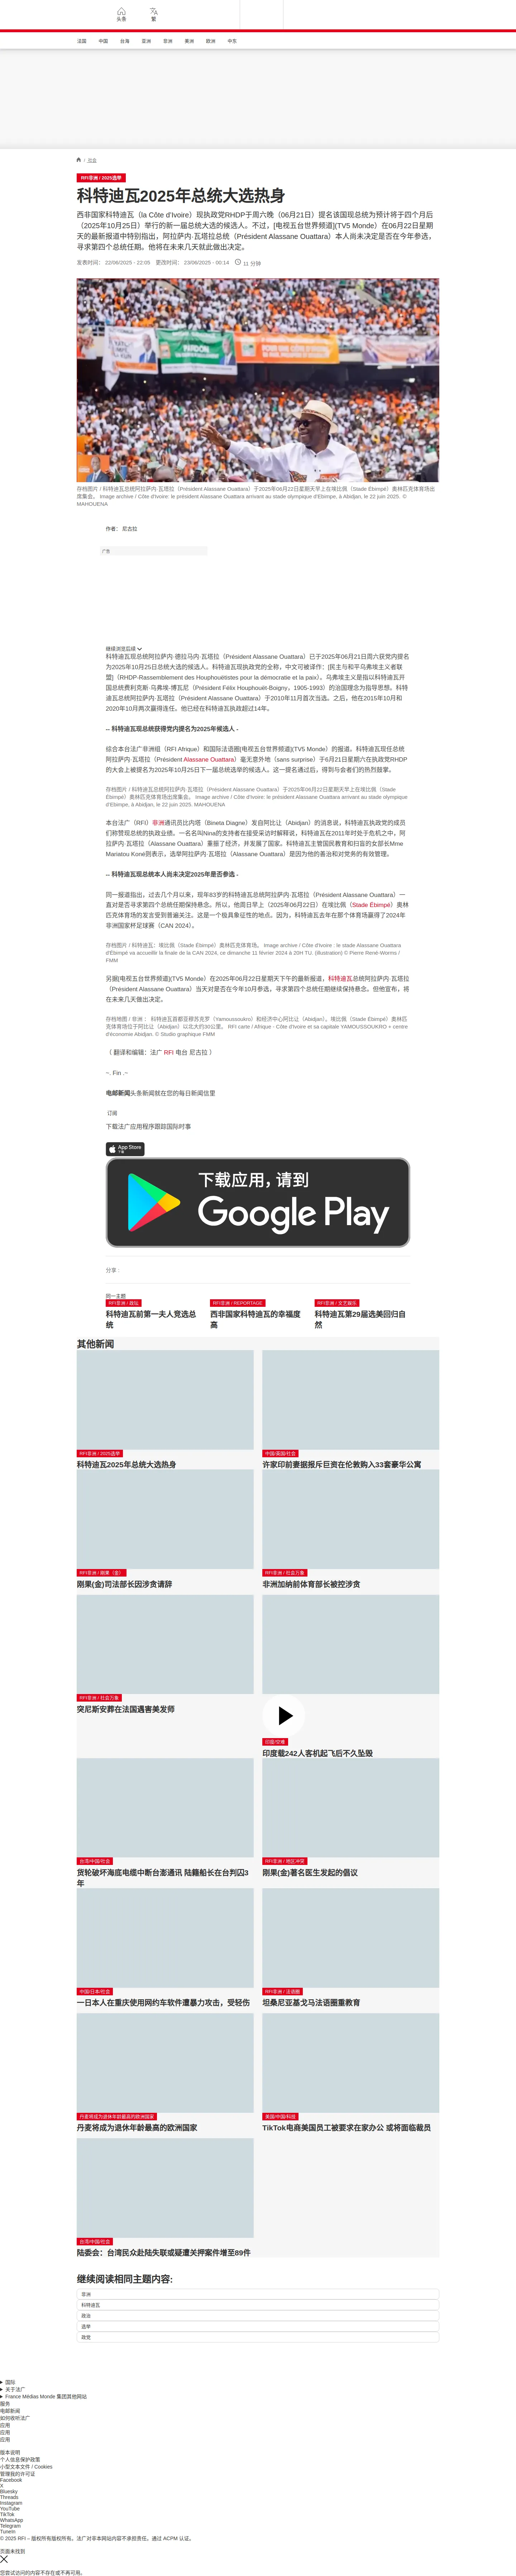 头条
繁
法国
中国
台海
亚洲
非洲
美洲
欧洲
中东
/ 北京
RFI非洲 / 2025选举
科特迪瓦2025年总统大选热身
西非国家科特迪瓦（la Côte d'Ivoire）现执政党RHDP于周六晚（06月21日）提名该国现总统为预计将于四个月后
（2025年10月25日）举行的新一届总统大选的候选人。不过，[电视五台世界频道](TV5 Monde）在06月22日星期
天的最新报道中特别指出，阿拉萨内·瓦塔拉总统（Président Alassane Ouattara）本人尚未决定是否在今年参选，
寻求第四个总统任期。他将在未来几天就此做出决定。
发表时间： 22/06/2025 - 22:05 更改时间： 23/06/2025 - 00:14 11 分钟
存档图片 / 科特迪瓦总统阿拉萨内·瓦塔拉（Président Alassane Ouattara）于2025年06月22日星期天早上在埃比佩（Stade Ebimpé）奥林匹克体育场出
席集会。 Image archive / Côte d'Ivoire: le président Alassane Ouattara arrivant au stade olympique d'Ebimpe, à Abidjan, le 22 juin 2025. ©
MAHOUENA
作者： 尼古拉
广告
继续浏览后续
科特迪瓦现总统阿拉萨内·德拉马内·瓦塔拉（Président Alassane Ouattara）已于2025年06月21日周六获党内提名
为2025年10月25日总统大选的候选人。科特迪瓦现执政党的全称，中文可被译作：[民主与和平乌弗埃主义者联
盟]（RHDP-Rassemblement des Houphouëtistes pour la démocratie et la paix）。乌弗埃主义是指以科特迪瓦开
国总统费利克斯·乌弗埃-博瓦尼（Président Félix Houphouët-Boigny，1905-1993）的治国理念为指导思想。科特
迪瓦总统阿拉萨内·瓦塔拉（Président Alassane Ouattara）于2010年11月首次当选。之后，他在2015年10月和
2020年10月两次赢得连任。他已经在科特迪瓦执政超过14年。
-- 科特迪瓦现总统获得党内提名为2025年候选人 -
综合本台法广非洲组（RFI Afrique）和国际法语圈[电视五台世界频道](TV5 Monde）的报道。科特迪瓦现任总统
阿拉萨内·瓦塔拉（Président Alassane Ouattara）毫无意外地（sans surprise）于6月21日星期六在执政党RHDP
的大会上被提名为2025年10月25日下一届总统选举的候选人。这一提名通过后，得到与会者们的热烈鼓掌。
存档图片 / 科特迪瓦总统阿拉萨内·瓦塔拉（Président Alassane Ouattara）于2025年06月22日星期天早上在埃比佩（Stade
Ebimpé）奥林匹克体育场出席集会。 Image archive / Côte d'Ivoire: le président Alassane Ouattara arrivant au stade olympique
d'Ebimpe, à Abidjan, le 22 juin 2025. MAHOUENA
本台法广（RFI）非洲通讯员比内塔（Bineta Diagne）发自阿比让（Abidjan）的消息说，科特迪瓦执政党的成员
们称赞现总统的执政业绩。一名名叫Nina的支持者在接受采访时解释说，科特迪瓦在2011年时处于危机之中，阿
拉萨内·瓦塔拉（Alassane Ouattara）重振了经济，并发展了国家。科特迪瓦主管国民教育和扫盲的女部长Mme
Mariatou Kone则表示，选举阿拉萨内·瓦塔拉（Alassane Ouattara）是因为他的善治和对党务的有效管理。
-- 科特迪瓦现总统本人尚未决定2025年是否参选 -
同一报道指出，过去几个月以来，现年83岁的科特迪瓦总统阿拉萨内·瓦塔拉（Président Alassane Ouattara）一
直对是否寻求第四个总统任期保持悬念。所以，他周日早上（2025年06月22日）在埃比佩（Stade Ebimpé）奥林
匹克体育场的发言受到普遍关注。这是一个极具象征性的地点。因为，科特迪瓦去年在那个体育场赢得了2024年
非洲国家杯足球赛（CAN 2024）。
存档图片 / 科特迪瓦：埃比佩（Stade Ebimpé）奥林匹克体育场。 Image archive / Côte d'Ivoire : le stade Alassane Ouattara
d'Ebimpé va accueillir la finale de la CAN 2024, ce dimanche 11 février 2024 à 20H TU. (illustration) © Pierre René-Worms /
FMM
另据[电视五台世界频道](TV5 Monde）在2025年06月22日星期天下午的最新报道，科特迪瓦总统阿拉萨内·瓦塔拉
（Président Alassane Ouattara）当天对是否在今年10月参选，寻求第四个总统任期继续保持悬念。但他宣布，将
在未来几天做出决定。
存档地图 / 非洲： 科特迪瓦首都亚穆苏克罗（Yamoussoukro）和经济中心阿比让（Abidjan）。埃比佩（Stade Ébimpé）奥林匹
克体育场位于阿比让（Abidjan）以北大约30公里。 RFI carte / Afrique - Côte d'Ivoire et sa capilale YAMOUSSOUKRO + centre
d'économie Abidjan. © Studio graphique FMM
（ 翻译和编辑：法广 RFI 电台 尼古拉 ）
~. Fin .~
电邮新闻头条新闻就在您的每日新闻信里
订阅
下载法广应用程序跟踪国际时事
App Store
下载
下载应用，请到
Google Play
分享 :
同一主题
RFI非洲 / 政坛
科特迪瓦前第一夫人竞选总
统
RFI非洲 / REPORTAGE
西非国家科特迪瓦的幸福度
高
RFI非洲 / 文艺娱乐
科特迪瓦第29届选美回归自
然
其他新闻
RFI非洲 / 2025选举
科特迪瓦2025年总统大选热身
中国/英国/社会
许家印前妻据报斥巨资在伦敦购入33套豪华公寓
RFI非洲 / 刚果（金）
刚果(金)司法部长因涉贪请辞
RFI非洲 / 社会万象
非洲加纳前体育部长被控涉贪
RFI非洲 / 社会万象
突尼斯安葬在法国遇害美发师
印度/空难
印度载242人客机起飞后不久坠毁
台湾/中国/社会
货轮破坏海底电缆中断台澎通讯 陆籍船长在台判囚3
年
RFI非洲 / 地区冲突
刚果(金)著名医生发起的倡议
中国/日本/社会
一日本人在重庆使用网约车软件遭暴力攻击，受轻伤
RFI非洲 / 法语圈
坦桑尼亚基戈马法语圈重教育
丹麦将成为退休年龄最高的欧洲国家
丹麦将成为退休年龄最高的欧洲国家
美国/中国/科技
TikTok电商美国员工被要求在家办公 或将面临裁员
台湾/中国/社会
陆委会：台湾民众赴陆失联或疑遭关押案件增至89件
继续阅读相同主题内容:
非洲
科特迪瓦
政治
选举
政党
国际
关于法广
France Médias Monde 集团其他网站
服务
电邮新闻
如何收听法广
应用
应用
应用
版本说明
个人信息保护政策
小型文本文件 / Cookies
管理我的许可证
Facebook
X
Bluesky
Threads
Instagram
YouTube
TikTok
WhatsApp
Telegram
TuneIn
© 2025 RFI – 版权所有版权所有。法广对非本网站内容不承担责任。通过 ACPM 认证。
页面未找到
您尝试访问的内容不存在或不再可用。